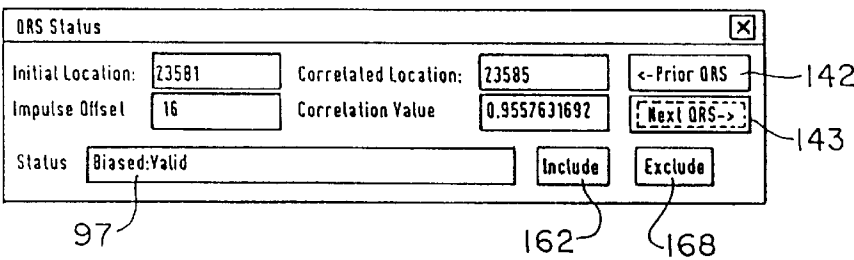 QRS Status
Initial Location: 23581 Correlated Location: 23585 <-Prior QRS 142
Impulse Offset 16 Correlation Value 0.9557631692 Next QRS-> 143
Status Biased:Valid Include Exclude
97 162 168